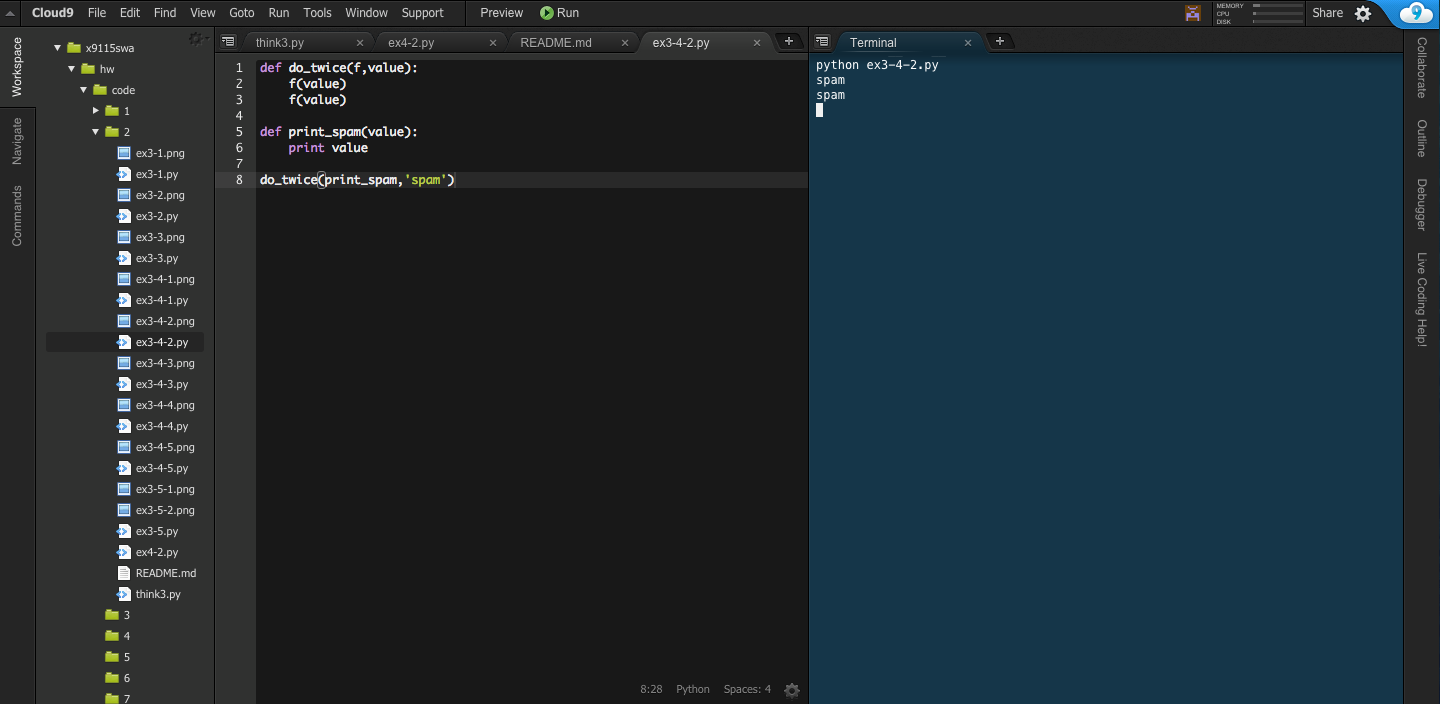 Cloud9 File Edit Find View Goto Run Tools Window Support Preview Run MEMORY CPU DISK Share
Workspace
Navigate
Commands
x9115swa
hw
code
1
2
ex3-1.png
ex3-1.py
ex3-2.png
ex3-2.py
ex3-3.png
ex3-3.py
ex3-4-1.png
ex3-4-1.py
ex3-4-2.png
ex3-4-2.py
ex3-4-3.png
ex3-4-3.py
ex3-4-4.png
ex3-4-4.py
ex3-4-5.png
ex3-4-5.py
ex3-5-1.png
ex3-5-2.png
ex3-5.py
ex4-2.py
README.md
think3.py
3
4
5
6
7
think3.py ex4-2.py README.md ex3-4-2.py
1 def do_twice(f,value):
2 f(value)
3 f(value)
4
5 def print_spam(value):
6 print value
7
8 do_twice(print_spam,'spam')
8:28 Python Spaces: 4
Terminal
python ex3-4-2.py
spam
spam
9
Collaborate
Outline
Debugger
Live Coding Help!